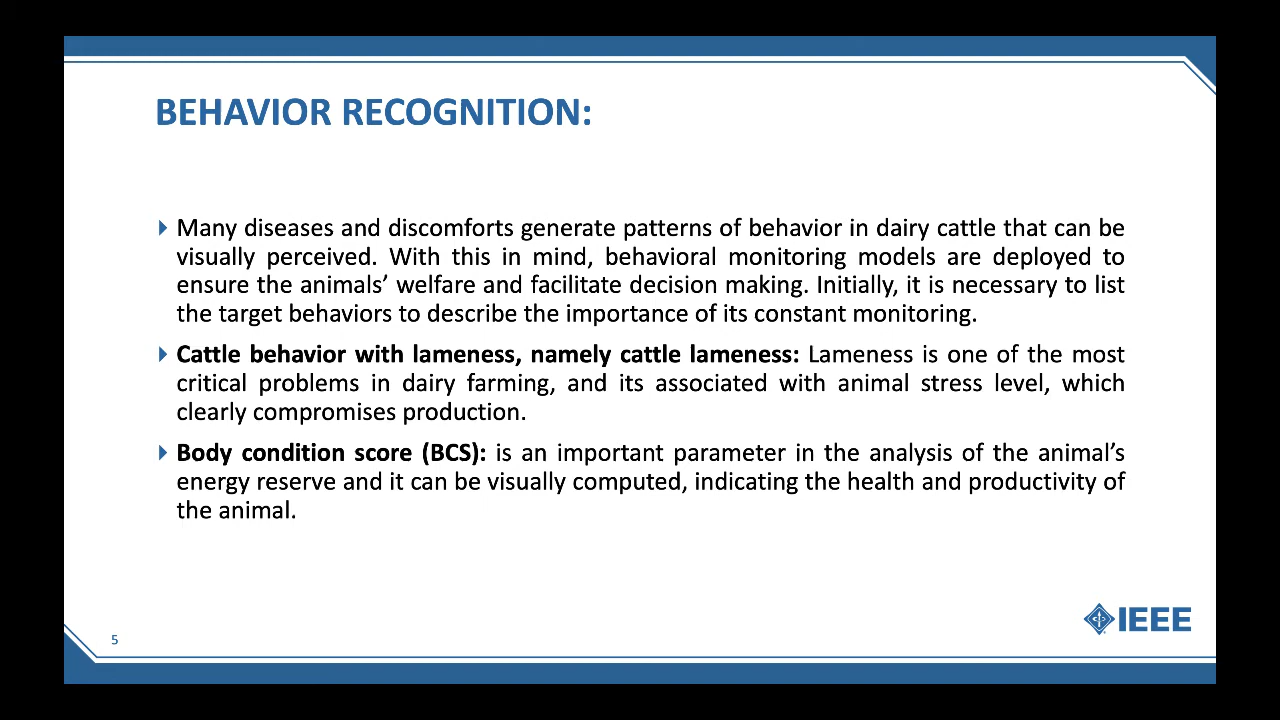 BEHAVIOR RECOGNITION:
Many diseases and discomforts generate patterns of behavior in dairy cattle that can be
visually perceived. With this in mind, behavioral monitoring models are deployed to
ensure the animals’ welfare and facilitate decision making. Initially, it is necessary to list
the target behaviors to describe the importance of its constant monitoring.
Cattle behavior with lameness, namely cattle lameness: Lameness is one of the most
critical problems in dairy farming, and its associated with animal stress level, which
clearly compromises production.
Body condition score (BCS): is an important parameter in the analysis of the animal’s
energy reserve and it can be visually computed, indicating the health and productivity of
the animal.
IEEE
5